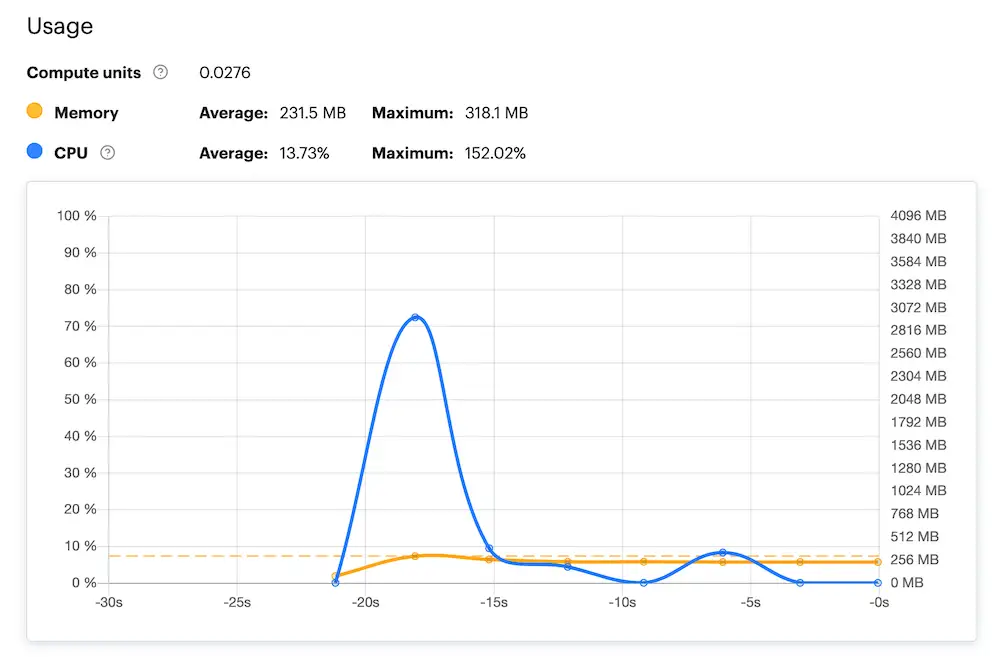 Usage
Compute units ? 0.0276
Memory Average: 231.5 MB Maximum: 318.1 MB
CPU ? Average: 13.73% Maximum: 152.02%
100 % 4096 MB
90 % 3840 MB
3584 MB
80 % 3328 MB
3072 MB
70 % 2816 MB
60 % 2560 MB
2304 MB
50 % 2048 MB
1792 MB
40 % 1536 MB
30 % 1280 MB
1024 MB
20 % 768 MB
10 % 512 MB
256 MB
0 % 0 MB
-30s -25s -20s -15s -10s -5s -0s